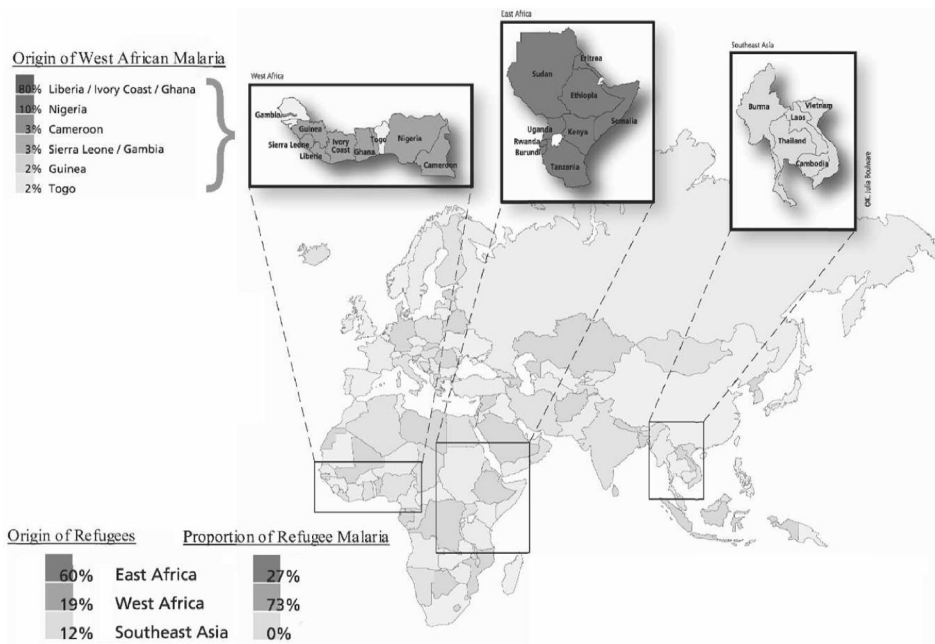 East Africa
Southeast Asia
Origin of West African Malaria
80% Liberia / Ivory Coast / Ghana
10% Nigeria
3% Cameroon
3% Sierra Leone / Gambia
2% Guinea
2% Togo
West Africa
Gambia
Guinea
Sierra Leone
Liberia
Ivory
Coast
Ghana
Togo
Nigeria
Cameroon
Eritrea
Sudan
Ethiopia
Somalia
Uganda
Kenya
Rwanda
Burundi
Tanzania
Burma
Vietnam
Laos
Thailand
Cambodia
Julia Boulware
Origin of Refugees Proportion of Refugee Malaria
60% East Africa 27%
19% West Africa 73%
12% Southeast Asia 0%